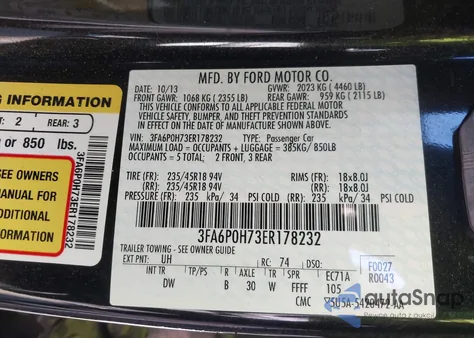 MFD. BY FORD MOTOR CO.
10/13
GVWR: 2023 KG ( 4460 LB)
FRONT GAWR: 1068 KG ( 2355 LB)
REAR GAWR: 959 KG ( 2115 LB)
THIS VEHICLE CONFORMS TO ALL APPLICABLE FEDERAL MOTOR
VEHICLE SAFETY, BUMPER, AND THEFT PREVENTION STANDARDS IN
EFFECT ON THE DATE OF MANUFACTURE SHOWN ABOVE.
VIN: 3FA6P0H73ER178232 TYPE: Passenger Car
MAXIMUM LOAD = OCCUPANTS + LUGGAGE = 385KG/850LB
OCCUPANTS = 5 TOTAL : 2 FRONT, 3 REAR
TIRE (FR): 235/45R18 94V RIMS (FR): 18x8.0J
(RR): 235/45R18 94V (RR): 18x8.0J
PRESSURE (FR): 235 kPa/ 34 PSI COLD (RR): 235 kPa/ 34 PSI COLD
3FA6P0H73ER178232
TRAILER TOWING - SEE OWNER GUIDE
EXT PNT: UH RC: 74 DSO: F0027
INT TR TP/PS R AXLE TR SPR EC71A R0043
DW B 30 W FFFF 105
CMC
G INFORMATION
NT 2 REAR: 3
or 850 lbs.
SEE OWNERS
MANUAL FOR
ADDITIONAL
INFORMATION
3FA6P0H73ER178232
autoSnap